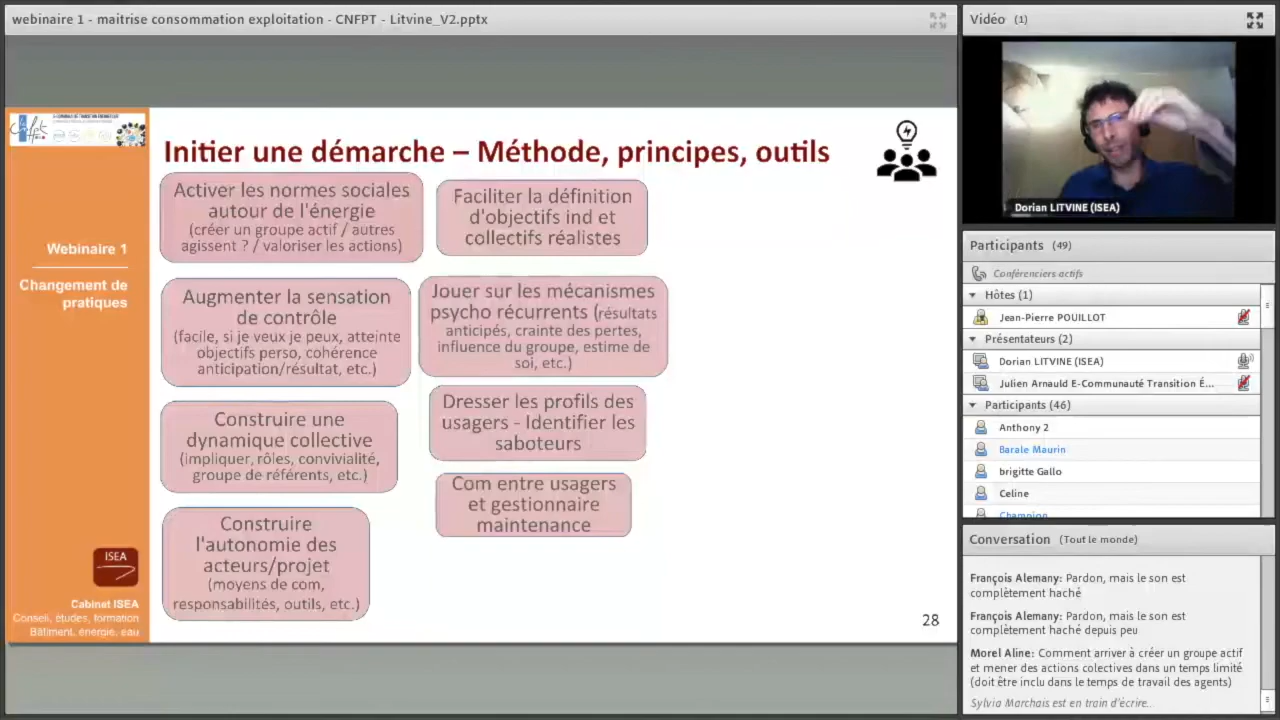 webinaire 1 - maitrise consommation exploitation - CNFPT - Litvine_V2.pptx
Initier une démarche – Méthode, principes, outils
Webinaire 1
Changement de
pratiques
ISEA
Cabinet ISEA
Conseil, études, formation
Bâtiment, énergie, eau
Activer les normes sociales
autour de l'énergie
(créer un groupe actif / autres
agissent ? / valoriser les actions)
Augmenter la sensation
de contrôle
(facile, si je veux je peux, atteinte
objectifs perso, cohérence
anticipation/résultat, etc.)
Construire une
dynamique collective
(impliquer, rôles, convivialité,
groupe de référents, etc.)
Construire
l'autonomie des
acteurs/projet
(moyens de com,
responsabilités, outils, etc.)
Faciliter la définition
d'objectifs ind et
collectifs réalistes
Jouer sur les mécanismes
psycho récurrents (résultats
anticipés, crainte des pertes,
influence du groupe, estime de
soi, etc.)
Dresser les profils des
usagers - Identifier les
saboteurs
Com entre usagers
et gestionnaire
maintenance
28
Vidéo (1)
Dorian LITVINE (ISEA)
Participants (49)
Conférenciers actifs
Hôtes (1)
Jean-Pierre POUILLOT
Présentateurs (2)
Dorian LITVINE (ISEA)
Julien Arnauld E-Communauté Transition É...
Participants (46)
Anthony 2
Barale Maurin
brigitte Gallo
Celine
Champion
Conversation (Tout le monde)
François Alemany: Pardon, mais le son est
complètement haché
François Alemany: Pardon, mais le son est
complètement haché depuis peu
Morel Aline: Comment arriver à créer un groupe actif
et mener des actions colectives dans un temps limité
(doit être inclu dans le temps de travail des agents)
Sylvia Marchais est en train d'écrire...